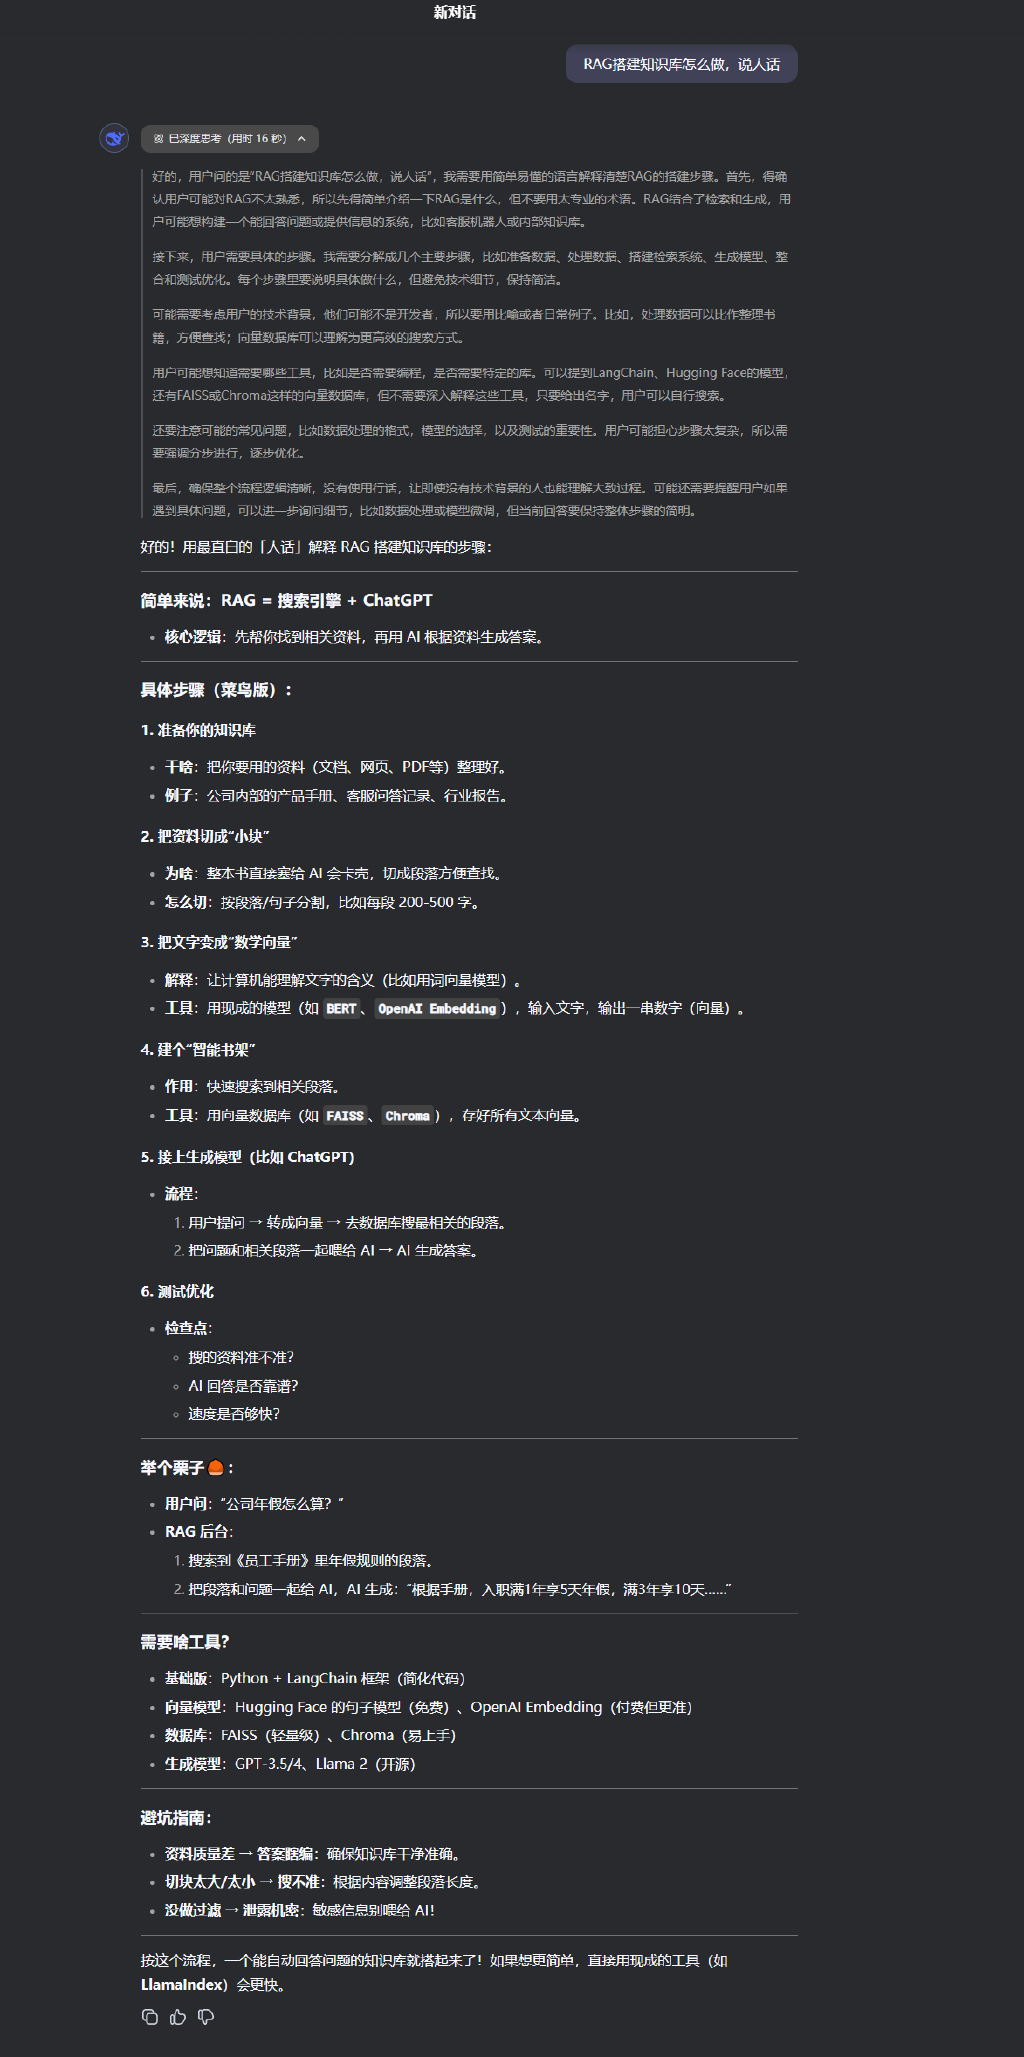 新对话
RAG搭建知识库怎么做，说人话
已深度思考（用时 16 秒）
好的，用户问的是“RAG搭建知识库怎么做，说人话”，我需要用简单易懂的语言解释清楚RAG的搭建步骤。首先，得确
认用户可能对RAG不太熟悉，所以先得简单介绍一下RAG是什么，但不要用太专业的术语。RAG结合了检索和生成，用
户可能想构建一个能回答问题或提供信息的系统，比如客服机器人或内部知识库。
接下来，用户需要具体的步骤。我需要分解成几个主要步骤，比如准备数据、处理数据、搭建检索系统、生成模型、整
合和测试优化。每个步骤里要说明具体做什么，但避免技术细节，保持简洁。
可能需要考虑用户的技术背景，他们可能不是开发者，所以要用比喻或者日常例子。比如，处理数据可以比作整理书
籍，方便查找；向量数据库可以理解为更高效的搜索方式。
用户可能想知道需要哪些工具，比如是否需要编程，是否需要特定的库。可以提到LangChain、Hugging Face的模型，
还有FAISS或Chroma这样的向量数据库，但不需要深入解释这些工具，只要给出名字，用户可以自行搜索。
还要注意可能的常见问题，比如数据处理的格式，模型的选择，以及测试的重要性。用户可能担心步骤太复杂，所以需
要强调分步进行，逐步优化。
最后，确保整个流程逻辑清晰，没有使用行话，让即使没有技术背景的人也能理解大致过程。可能还需要提醒用户如果
遇到具体问题，可以进一步询问细节，比如数据处理或模型微调，但当前回答要保持整体步骤的简明。
好的！用最直白的「人话」解释 RAG 搭建知识库的步骤：
简单来说：RAG = 搜索引擎 + ChatGPT
• 核心逻辑：先帮你找到相关资料，再用 AI 根据资料生成答案。
具体步骤（菜鸟版）：
1. 准备你的知识库
• 干啥：把你要用的资料（文档、网页、PDF等）整理好。
• 例子：公司内部的产品手册、客服问答记录、行业报告。
2. 把资料切成“小块”
• 为啥：整本书直接塞给 AI 会卡壳，切成段落方便查找。
• 怎么切：按段落/句子分割，比如每段 200-500 字。
3. 把文字变成“数学向量”
• 解释：让计算机能理解文字的含义（比如用词向量模型）。
• 工具：用现成的模型（如 BERT、OpenAI Embedding），输入文字，输出一串数字（向量）。
4. 建个“智能书架”
• 作用：快速搜索到相关段落。
• 工具：用向量数据库（如 FAISS、Chroma），存好所有文本向量。
5. 接上生成模型（比如 ChatGPT）
• 流程：
1. 用户提问 → 转成向量 → 去数据库搜最相关的段落。
2. 把问题和相关段落一起喂给 AI → AI 生成答案。
6. 测试优化
• 检查点：
◦ 搜的资料准不准？
◦ AI 回答是否靠谱？
◦ 速度是否够快？
举个栗子🌰：
• 用户问：“公司年假怎么算？”
• RAG 后台：
1. 搜索到《员工手册》里年假规则的段落。
2. 把段落和问题一起给 AI，AI 生成：“根据手册，入职满1年享5天年假，满3年享10天……”
需要啥工具？
• 基础版：Python + LangChain 框架（简化代码）
• 向量模型：Hugging Face 的句子模型（免费）、OpenAI Embedding（付费但更准）
• 数据库：FAISS（轻量级）、Chroma（易上手）
• 生成模型：GPT-3.5/4、Llama 2（开源）
避坑指南：
• 资料质量差 → 答案瞎编：确保知识库干净准确。
• 切块太大/太小 → 搜不准：根据内容调整段落长度。
• 没做过滤 → 泄露机密：敏感信息别喂给 AI！
按这个流程，一个能自动回答问题的知识库就搭起来了！如果想更简单，直接用现成的工具（如
LlamaIndex）会更快。